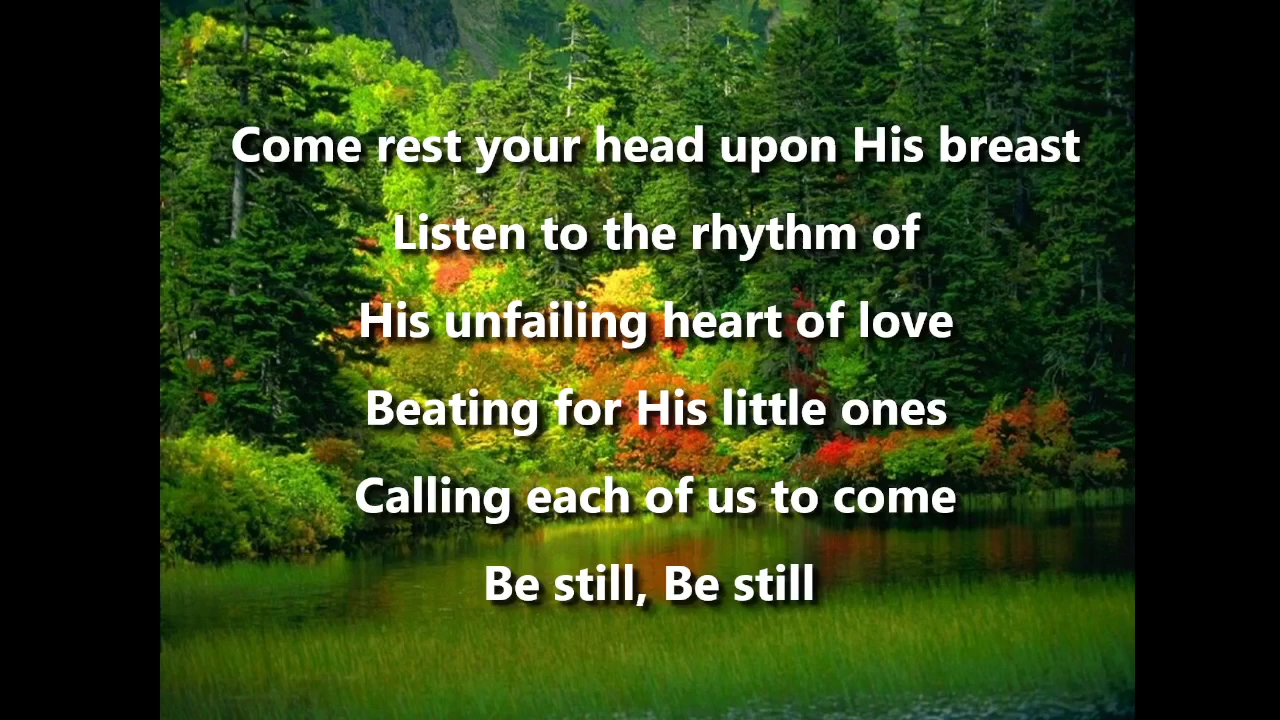 Come rest your head upon His breast
Listen to the rhythm of
His unfailing heart of love
Beating for His little ones
Calling each of us to come
Be still, Be still